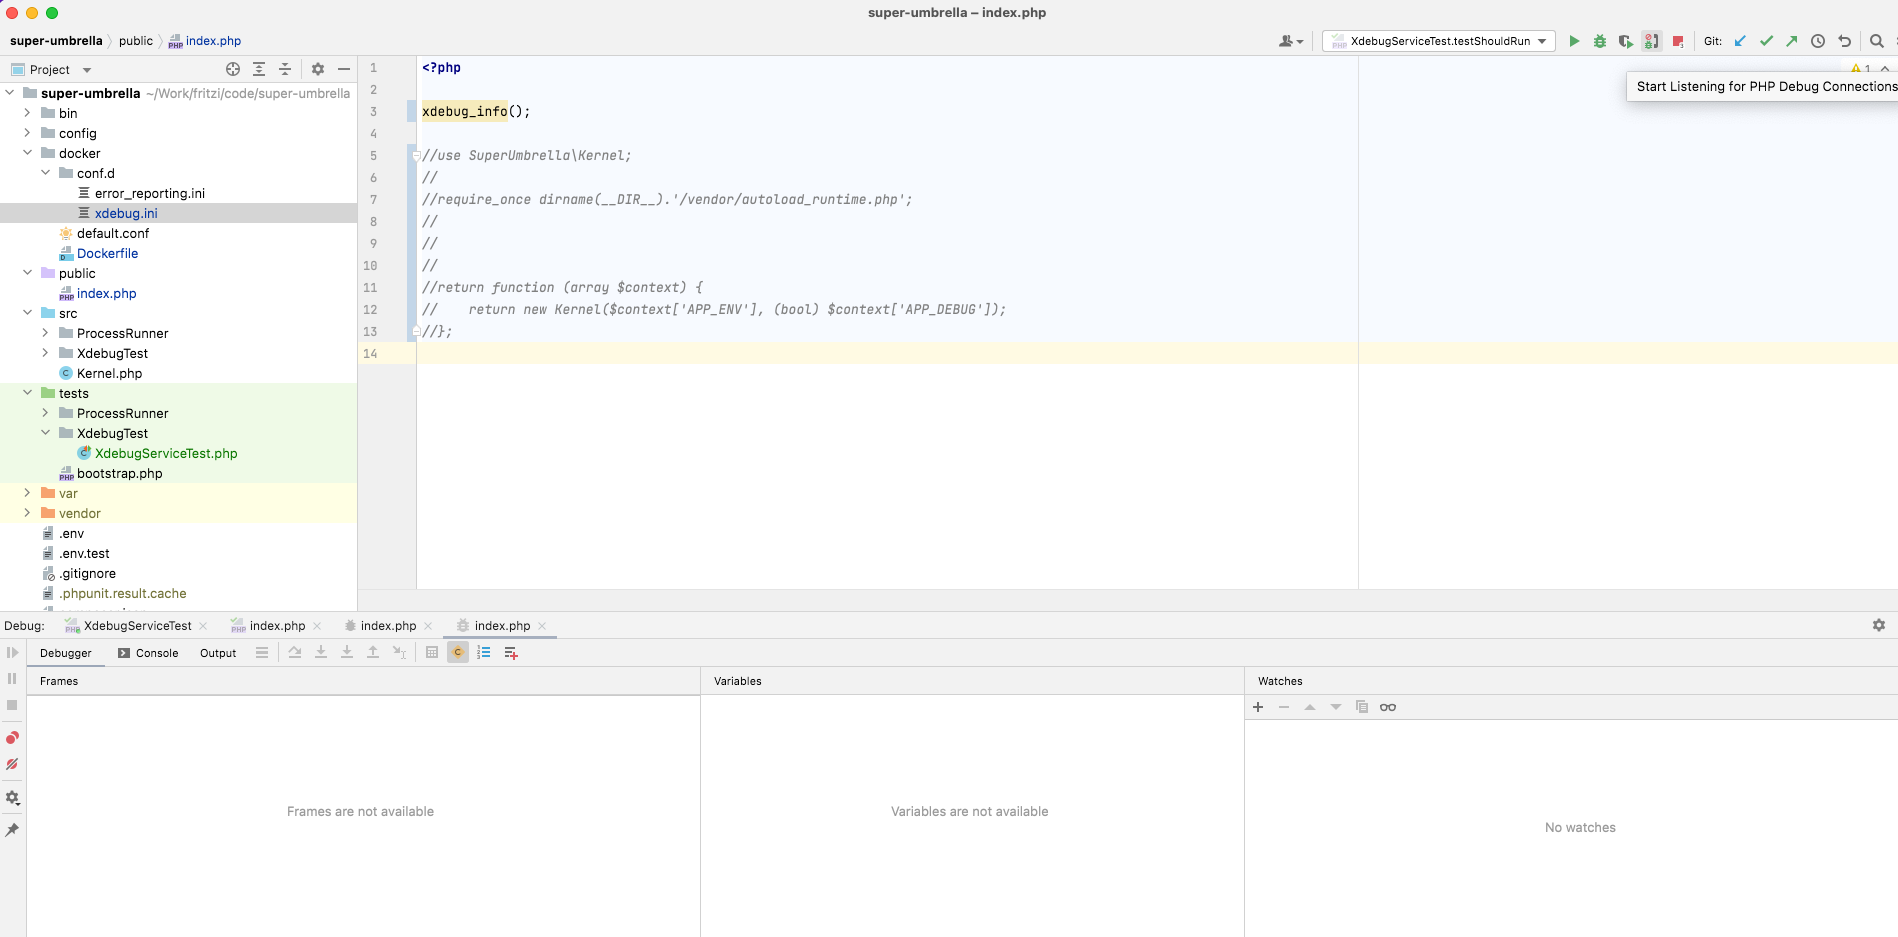 super-umbrella – index.php
super-umbrella public index.php
XdebugServiceTest.testShouldRun Git:
Project
1
Start Listening for PHP Debug Connections
super-umbrella ~/Work/fritzi/code/super-umbrella
bin
config
docker
conf.d
error_reporting.ini
xdebug.ini
default.conf
Dockerfile
public
index.php
src
ProcessRunner
XdebugTest
Kernel.php
tests
ProcessRunner
XdebugTest
XdebugServiceTest.php
bootstrap.php
var
vendor
.env
.env.test
.gitignore
.phpunit.result.cache
1 <?php
2
3 xdebug_info();
4
5 //use SuperUmbrella\Kernel;
6 //
7 //require_once dirname(__DIR__).'/vendor/autoload_runtime.php';
8 //
9 //
10 //
11 //return function (array $context) {
12 //    return new Kernel($context['APP_ENV'], (bool) $context['APP_DEBUG']);
13 //};
14
Debug: XdebugServiceTest index.php index.php index.php
Debugger Console Output
Frames Variables Watches
Frames are not available
Variables are not available
No watches